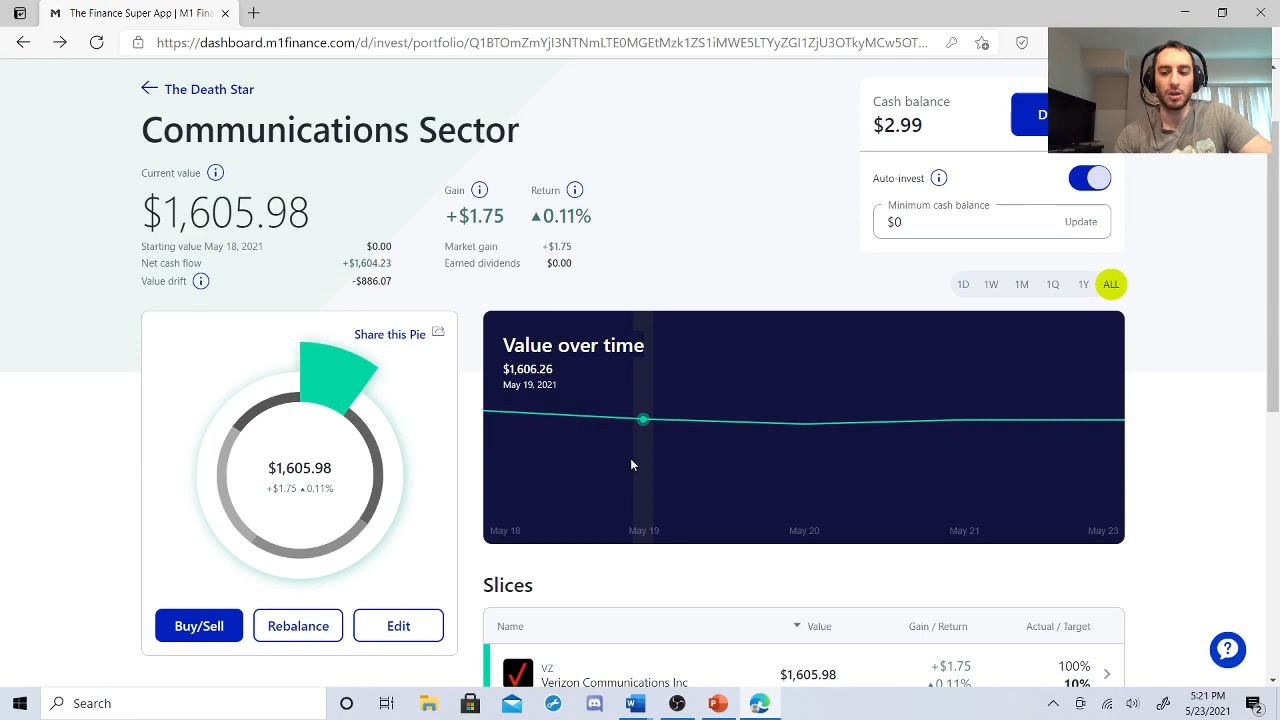 The Finance Super App | M1 Finan
https://dashboard.m1finance.com/d/invest/portfolio/Q1BTOmZmYjI3NTNmLTE0MGEtMzk1ZS1iMWE5LTYyZGI1ZjU3OTkyMCw5OT...
The Death Star
Communications Sector
Current value
$1,605.98
Starting value May 18, 2021 $0.00
Net cash flow +$1,604.23
Value drift -$886.07
Gain Return
+$1.75 0.11%
Market gain +$1.75
Earned dividends $0.00
Cash balance
$2.99
D
Auto-invest
Minimum cash balance
$0 Update
1D 1W 1M 1Q 1Y ALL
Share this Pie
$1,605.98
+$1.75 ▲0.11%
Buy/Sell Rebalance Edit
Value over time
$1,606.26
May 19, 2021
May 18 May 19 May 20 May 21 May 23
Slices
Name Value Gain / Return Actual / Target
VZ
Verizon Communications Inc
$1,605.98
+$1.75
▲0.11%
100%
10%
Search
5:21 PM
5/23/2021
2